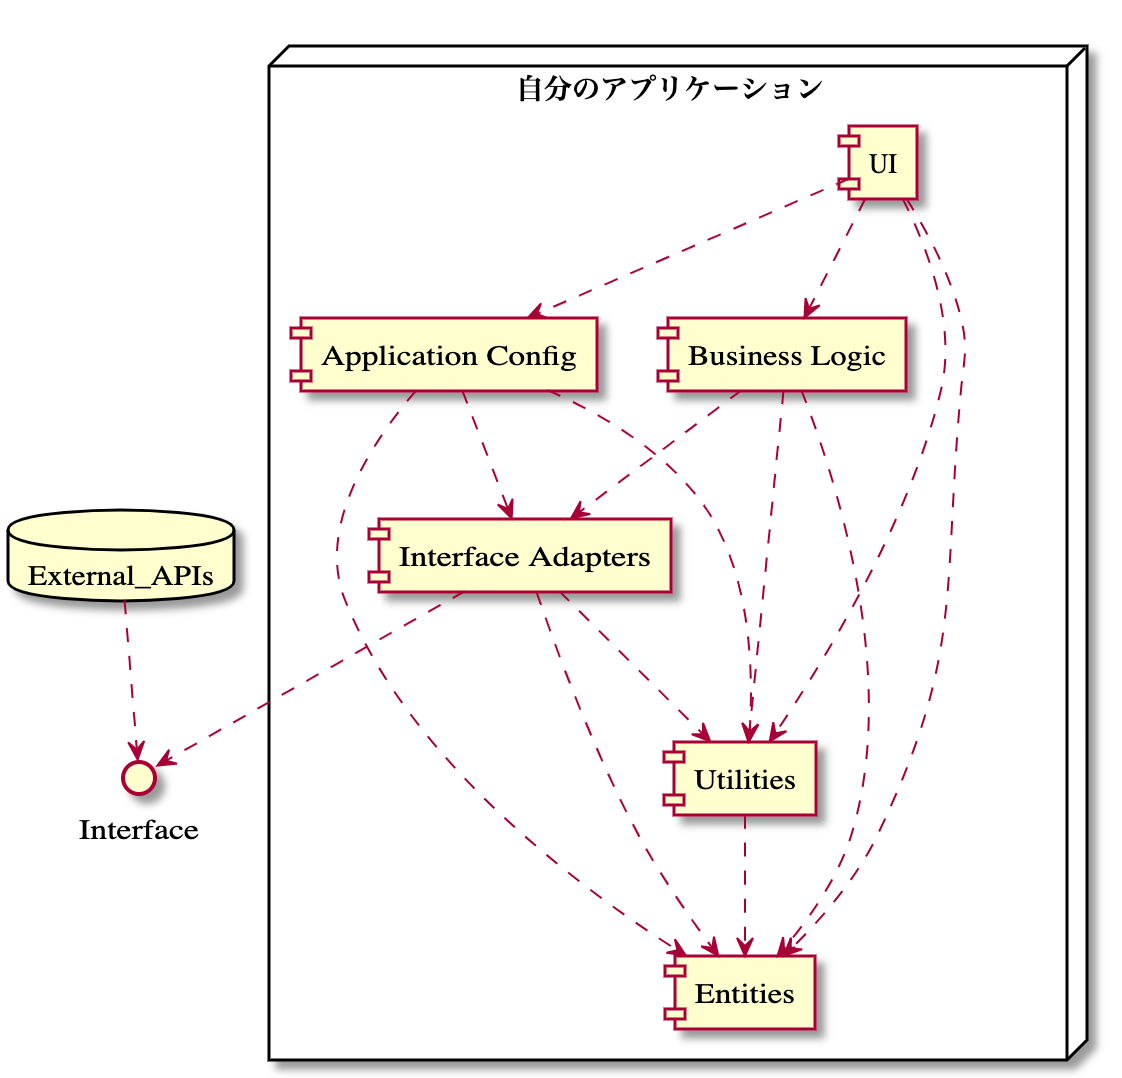 自分のアプリケーション
UI
Application Config
Business Logic
Interface Adapters
External_APIs
Utilities
Interface
Entities